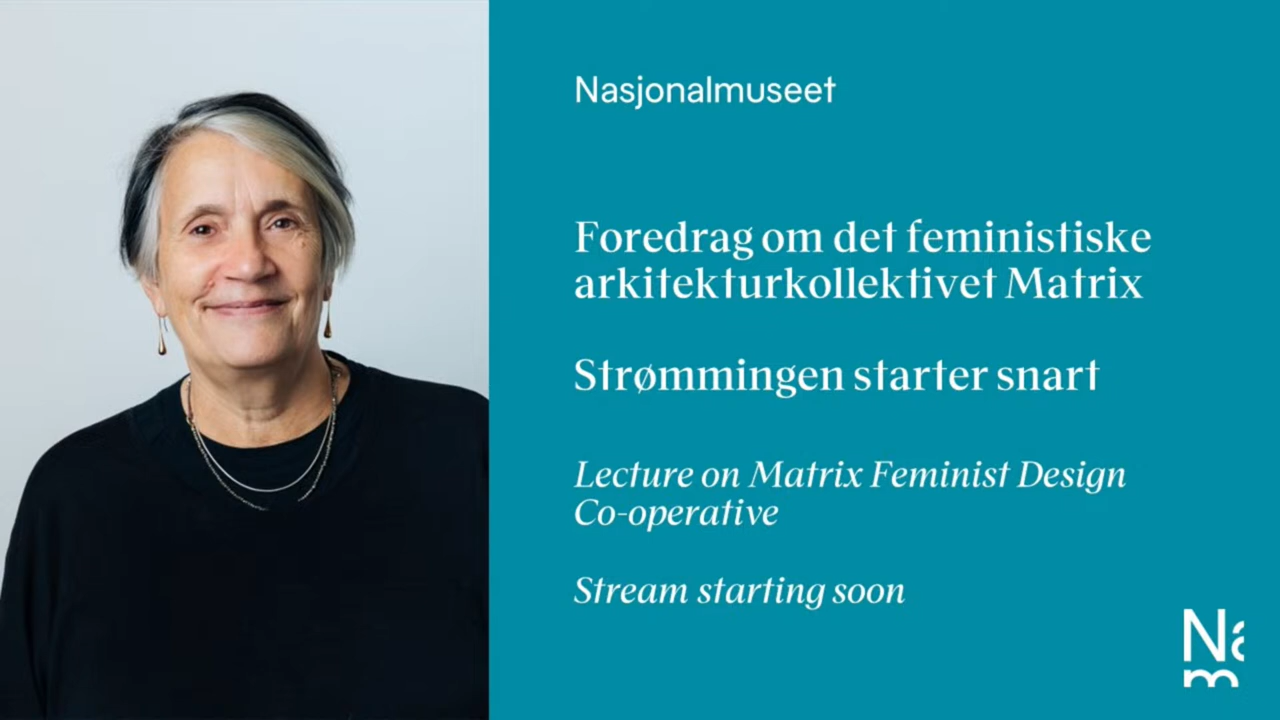 Nasjonalmuseet
Foredrag om det feministiske
arkitekturkollektivet Matrix
Strømmingen starter snart
Lecture on Matrix Feminist Design
Co-operative
Stream starting soon
Na
m